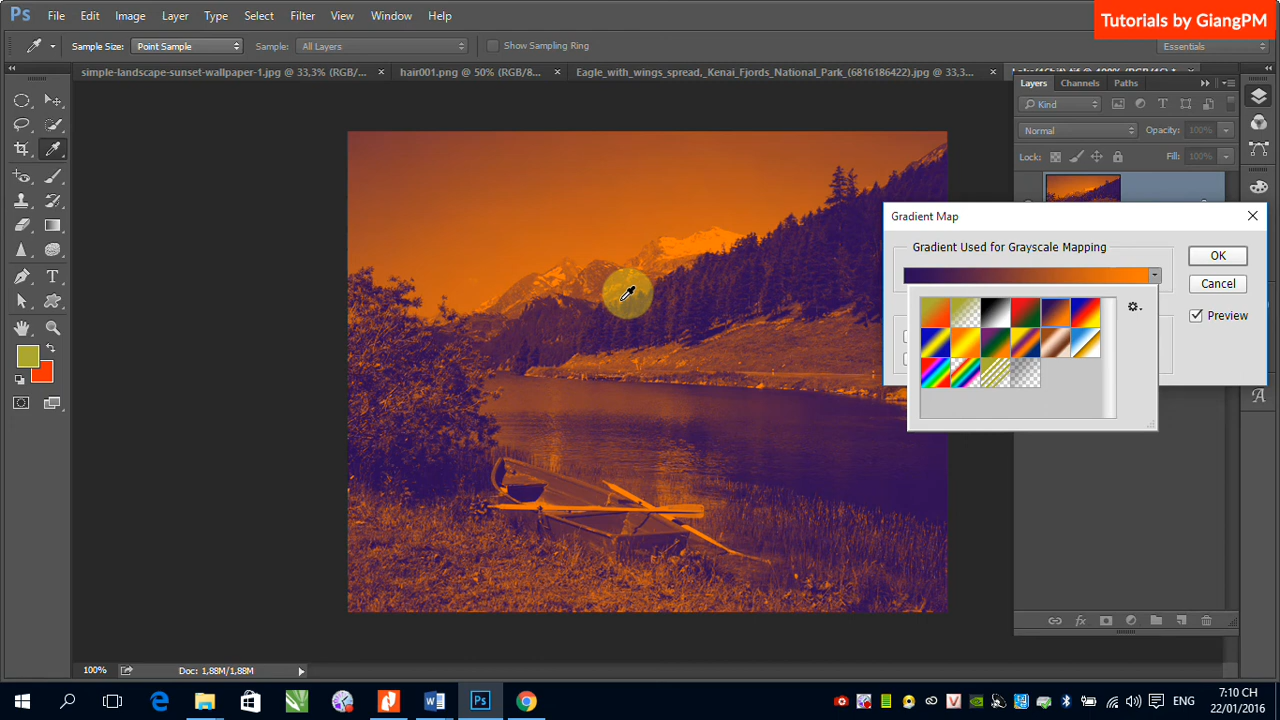 Ps File Edit Image Layer Type Select Filter View Window Help
Tutorials by GiangPM
Sample Size: Point Sample Sample: All Layers Show Sampling Ring
Essentials
simple-landscape-sunset-wallpaper-1.jpg @ 33,3% (RGB/... hair001.png @ 50% (RGB/8... Eagle_with_wings_spread,_Kenai_Fjords_National_Park_(6816186422).jpg @ 33,3...
Layers Channels Paths
Kind
Normal Opacity: 100%
Lock: Fill: 100%
Gradient Map
Gradient Used for Grayscale Mapping
OK
Cancel
Preview
100% Doc: 1,88M/1,88M
ENG
7:10 CH
22/01/2016